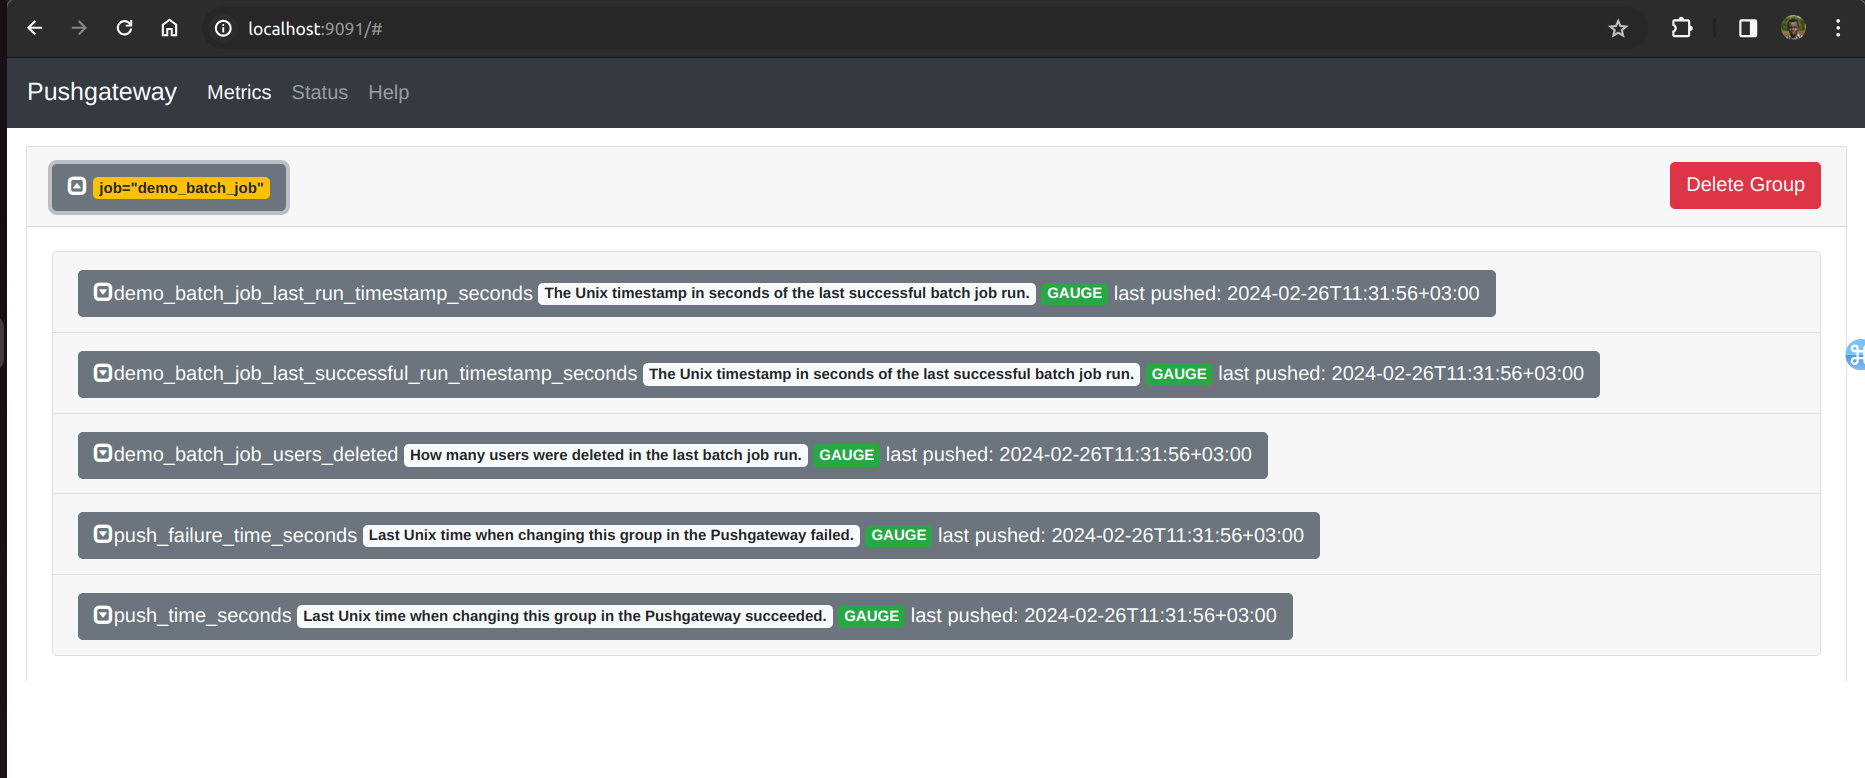 localhost:9091/#
Pushgateway Metrics Status Help
job="demo_batch_job" Delete Group
demo_batch_job_last_run_timestamp_seconds The Unix timestamp in seconds of the last successful batch job run. GAUGE last pushed: 2024-02-26T11:31:56+03:00
demo_batch_job_last_successful_run_timestamp_seconds The Unix timestamp in seconds of the last successful batch job run. GAUGE last pushed: 2024-02-26T11:31:56+03:00
demo_batch_job_users_deleted How many users were deleted in the last batch job run. GAUGE last pushed: 2024-02-26T11:31:56+03:00
push_failure_time_seconds Last Unix time when changing this group in the Pushgateway failed. GAUGE last pushed: 2024-02-26T11:31:56+03:00
push_time_seconds Last Unix time when changing this group in the Pushgateway succeeded. GAUGE last pushed: 2024-02-26T11:31:56+03:00